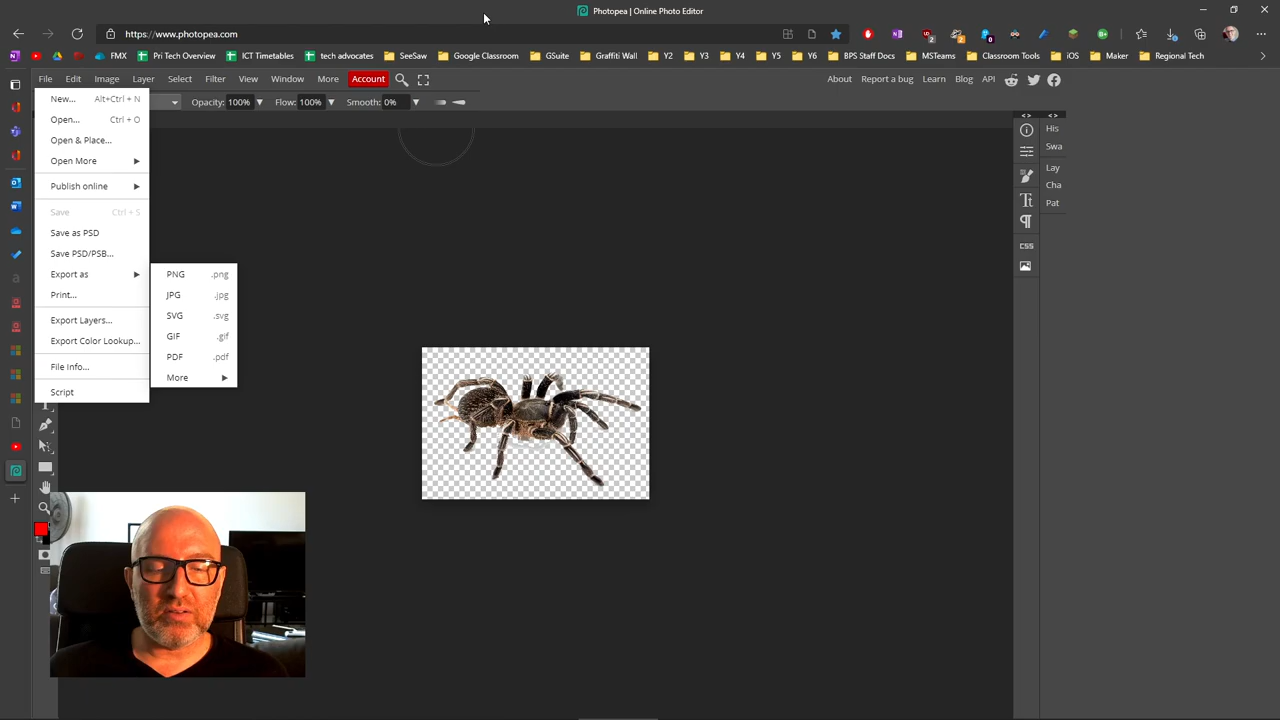 Photopea | Online Photo Editor
https://www.photopea.com
FMX Pri Tech Overview ICT Timetables tech advocates SeeSaw Google Classroom GSuite Graffiti Wall Y2 Y3 Y4 Y5 Y6 BPS Staff Docs MSTeams Classroom Tools iOS Maker Regional Tech
File Edit Image Layer Select Filter View Window More Account About Report a bug Learn Blog API
Opacity: 100% Flow: 100% Smooth: 0%
New... Alt+Ctrl + N
Open... Ctrl + O
Open & Place...
Open More
Publish online
Save Ctrl + S
Save as PSD
Save PSD/PSB...
Export as
Print...
Export Layers...
Export Color Lookup...
File Info...
Script
PNG .png
JPG .jpg
SVG .svg
GIF .gif
PDF .pdf
More
His
Swa
Lay
Cha
Pat
CSS